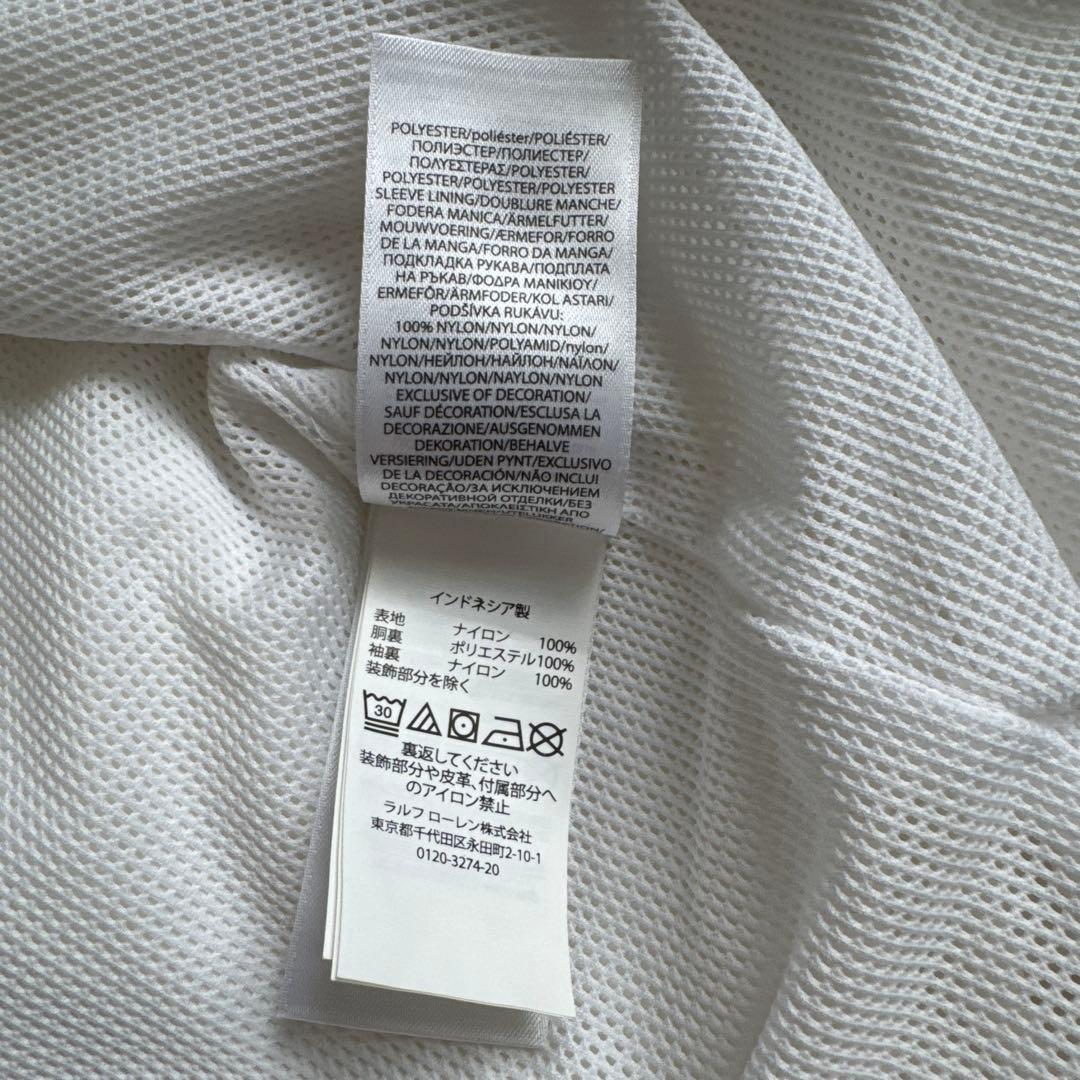 POLYESTER/poliéster/POLIÉSTER/
ПОЛИЭСТЕР/ПОЛИЕСТЕР/
ΠΟΛΥΕΣΤΕΡΑΣ/POLYESTER/
POLYESTER/POLYESTER/POLYESTER
SLEEVE LINING/DOUBLURE MANCHE/
FODERA MANICA/ÄRMELFUTTER/
MOUWVOERING/ÆRMEFOR/FORRO
DE LA MANGA/FORRO DA MANGA/
ПОДКЛАДКА РУКАВА/ПОДПЛАТА
НА РЪКАВ/ΦΟΔΡΑ ΜΑΝΙΚΙΟΥ/
ERMEFÔR/ÄRMFODER/KOL ASTARI/
PODŠÍVKA RUKÁVU:
100% NYLON/NYLON/NYLON/
NYLON/NYLON/POLYAMID/nylon/
NYLON/НЕЙЛОН/НАЙЛОН/ΝΑΪΛΟΝ/
NYLON/NYLON/NAYLON/NYLON
EXCLUSIVE OF DECORATION/
SAUF DÉCORATION/ESCLUSA LA
DECORAZIONE/AUSGENOMMEN
DEKORATION/BEHALVE
VERSIERING/UDEN PYNT/EXCLUSIVO
DE LA DECORACIÓN/NÃO INCLUI
DECORAÇÃO/ЗА ИСКЛЮЧЕНИЕМ
ДЕКОРАТИВНОЙ ОТДЕЛКИ/БЕЗ
УКРАСАТА/ΑΠΟΚΛΕΙΣΤΙΚΗ ΑΠΟ
インドネシア製
表地 ナイロン 100%
胴裏 ポリエステル100%
袖裏 ナイロン 100%
装飾部分を除く
30
裏返してください
装飾部分や皮革、付属部分へ
のアイロン禁止
ラルフ ローレン株式会社
東京都千代田区永田町2-10-1
0120-3274-20